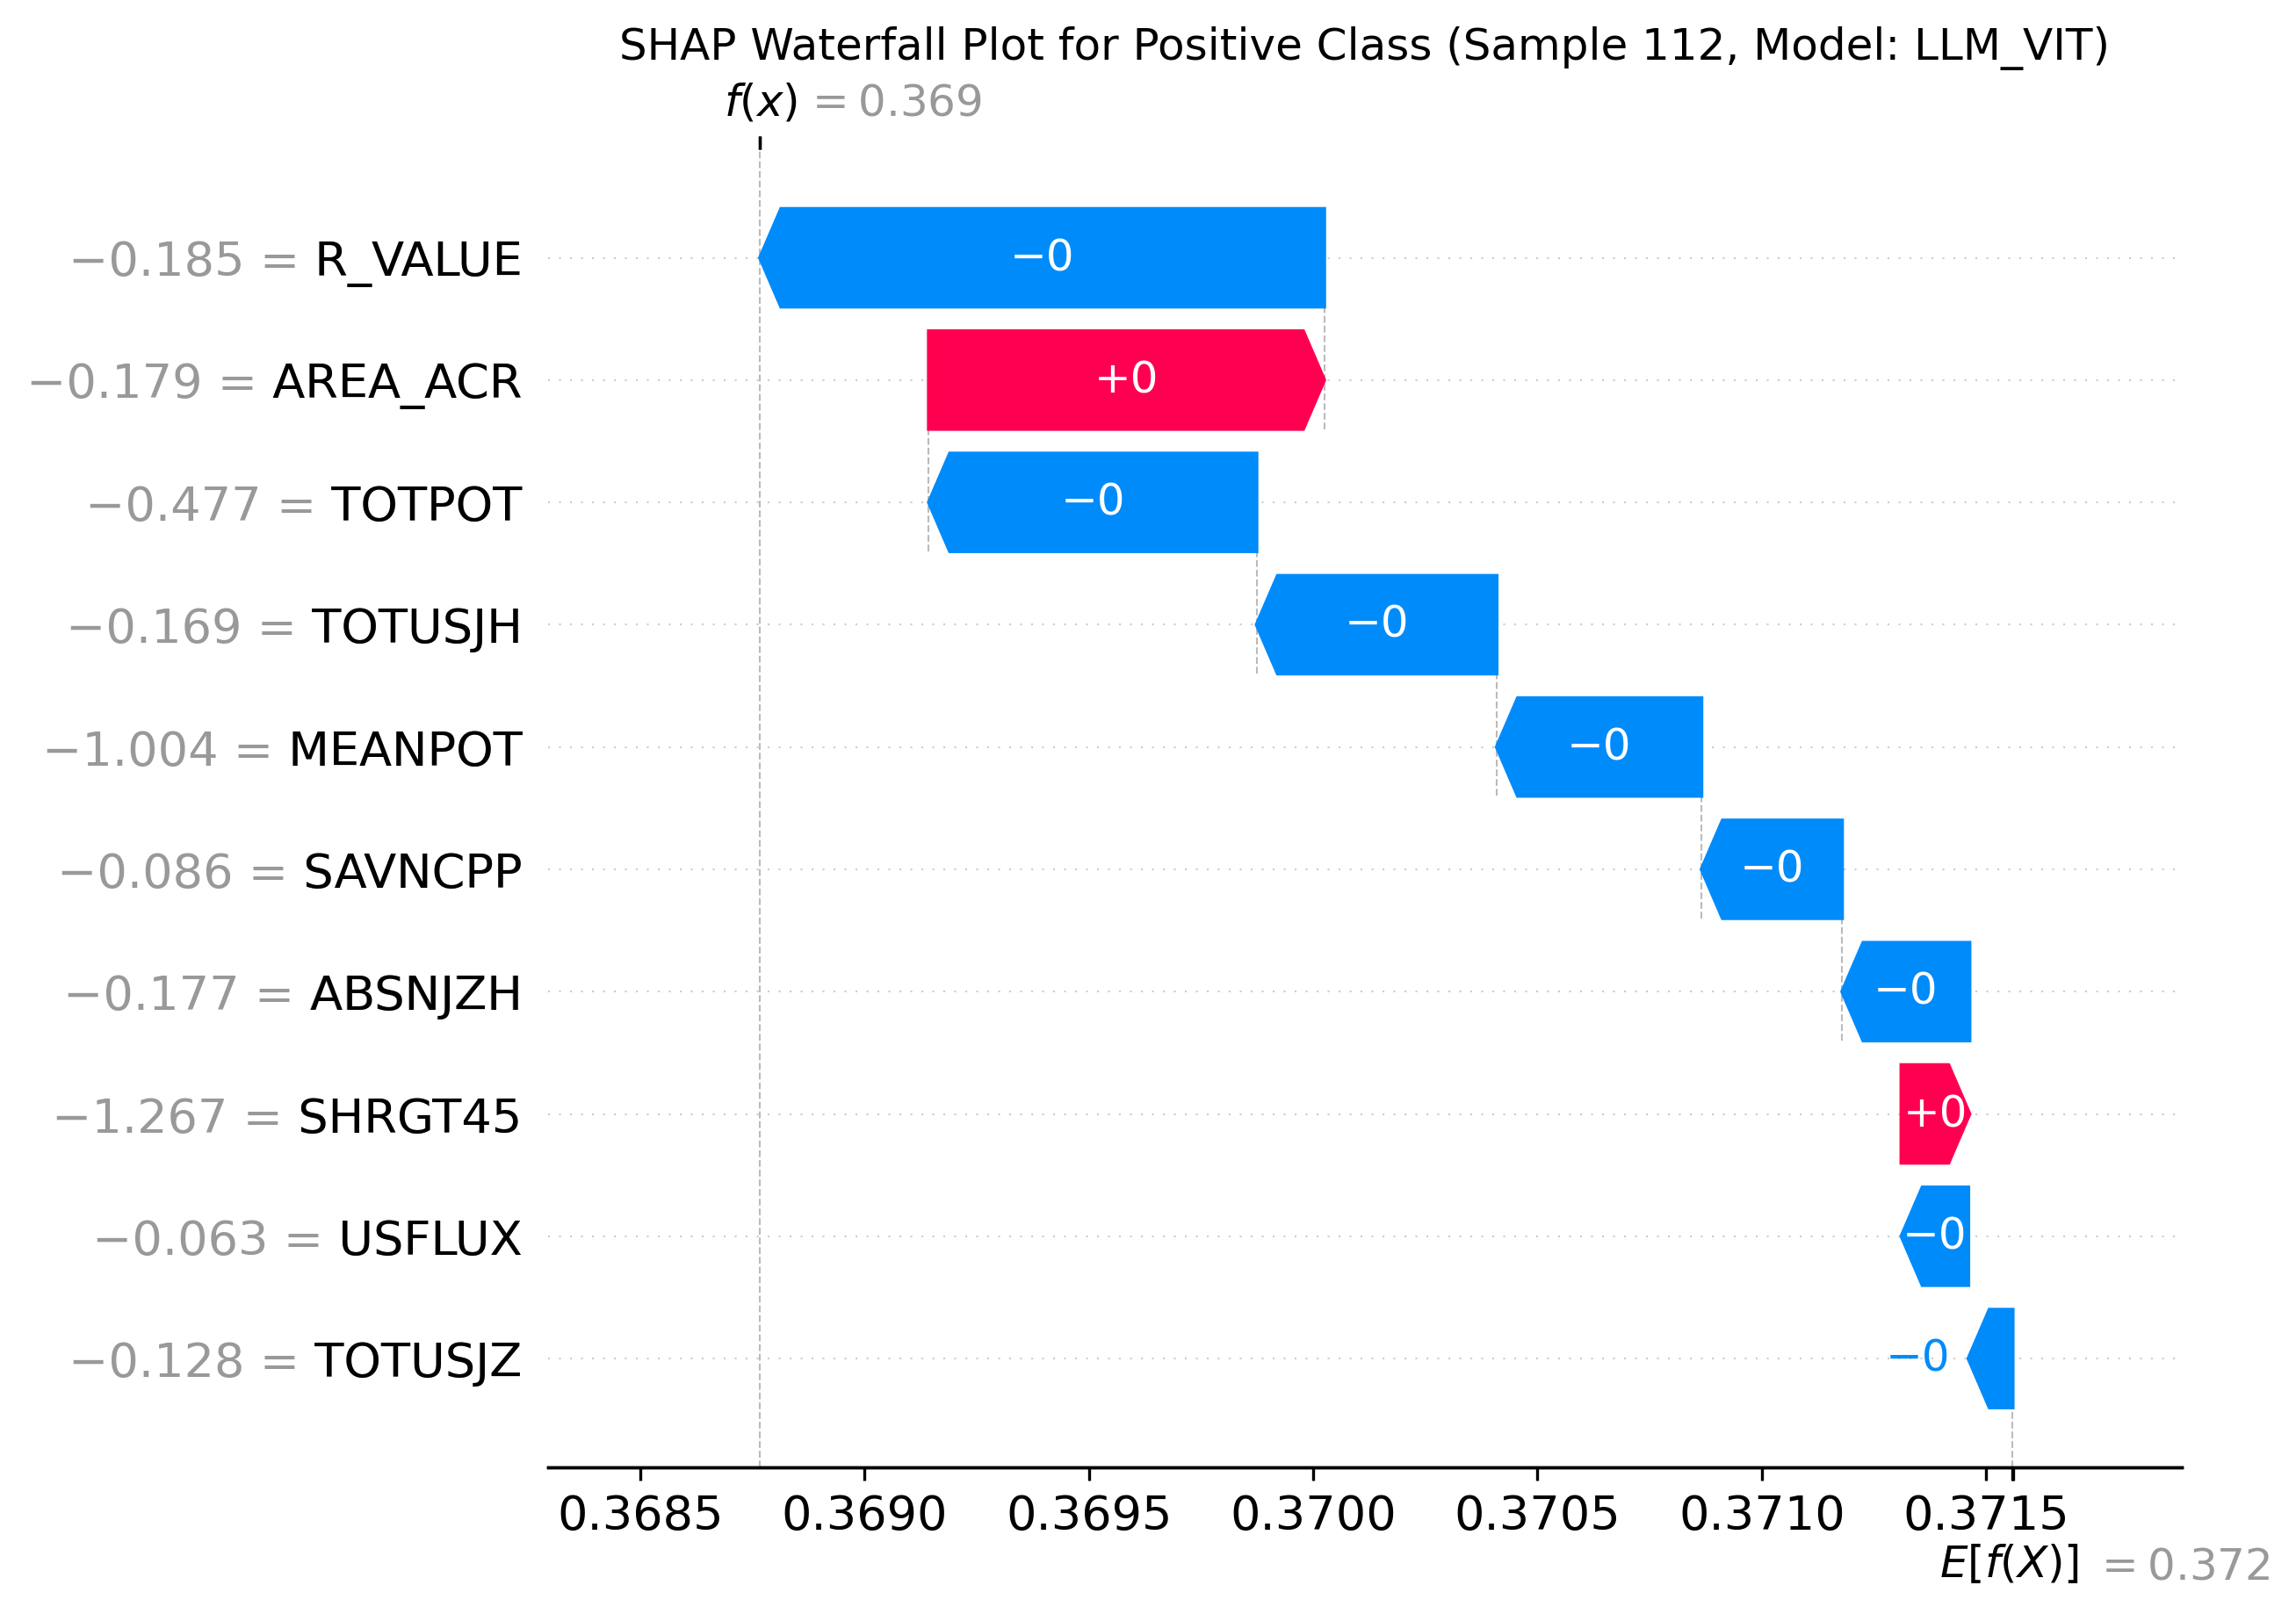 SHAP Waterfall Plot for Positive Class (Sample 112, Model: LLM_VIT)
f(x) = 0.369
−0.185 = R_VALUE −0
−0.179 = AREA_ACR +0
−0.477 = TOTPOT −0
−0.169 = TOTUSJH −0
−1.004 = MEANPOT −0
−0.086 = SAVNCPP −0
−0.177 = ABSNJZH −0
−1.267 = SHRGT45 +0
−0.063 = USFLUX −0
−0.128 = TOTUSJZ −0
0.3685 0.3690 0.3695 0.3700 0.3705 0.3710 0.3715
E[f(X)] = 0.372